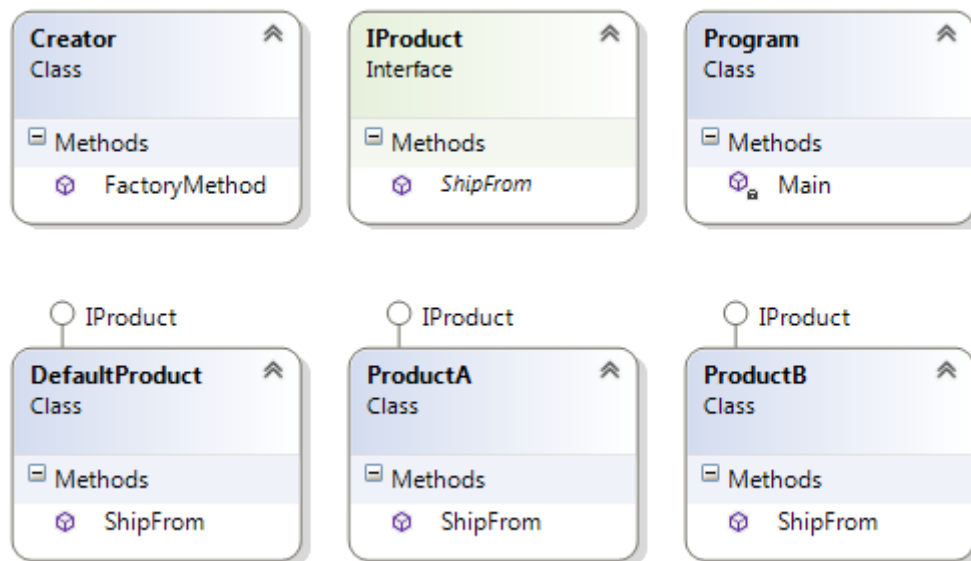 Creator
Class
Methods
FactoryMethod
IProduct
Interface
Methods
ShipFrom
Program
Class
Methods
Main
IProduct
DefaultProduct
Class
Methods
ShipFrom
IProduct
ProductA
Class
Methods
ShipFrom
IProduct
ProductB
Class
Methods
ShipFrom